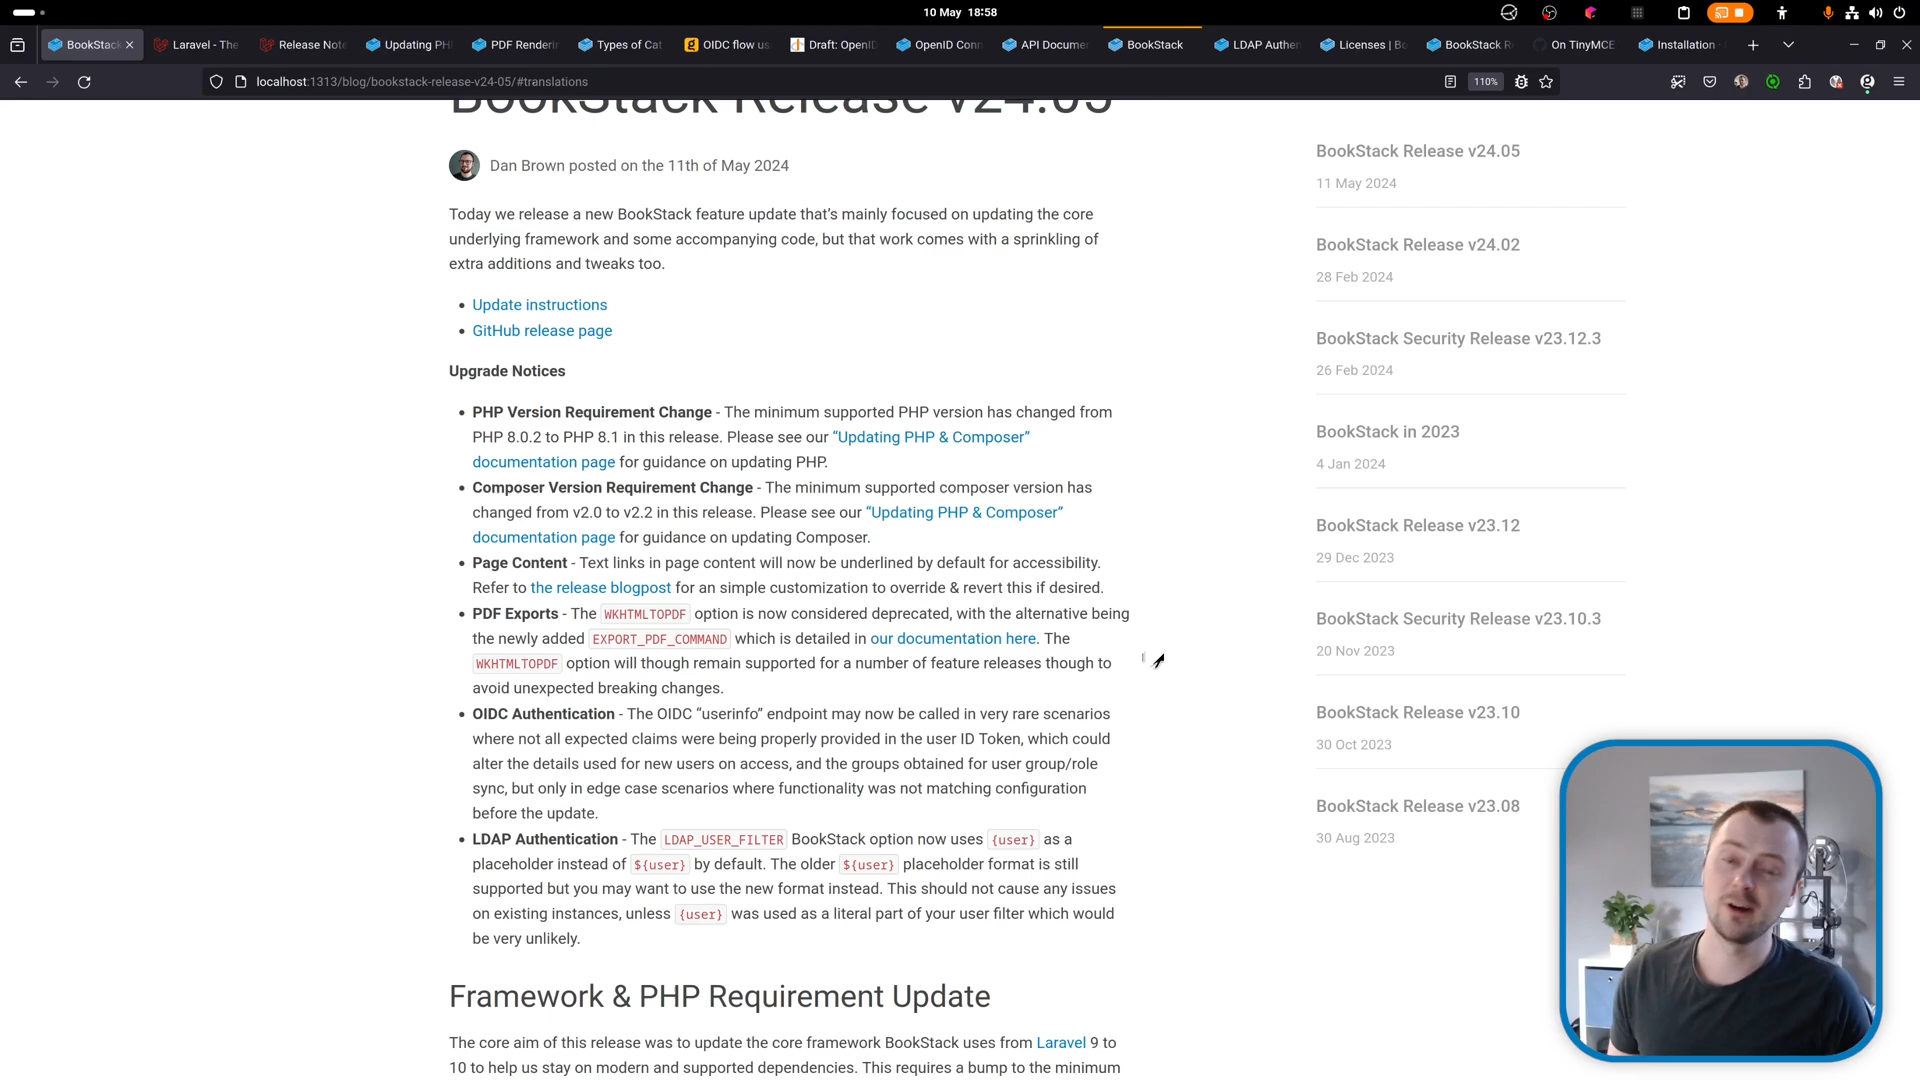 10 May 18:58
BookStack
Laravel - The
Release Not
Updating PH
PDF Renderi
Types of Cat
OIDC flow us
Draft: OpenID
OpenID Con
API Docume
BookStack
LDAP Authen
Licenses | Bo
BookStack R
On TinyMCE
Installation
localhost:1313/blog/bookstack-release-v24-05/#translations
110%
BookStack Release v24.05
Dan Brown posted on the 11th of May 2024
Today we release a new BookStack feature update that's mainly focused on updating the core
underlying framework and some accompanying code, but that work comes with a sprinkling of
extra additions and tweaks too.
Update instructions
GitHub release page
Upgrade Notices
PHP Version Requirement Change - The minimum supported PHP version has changed from
PHP 8.0.2 to PHP 8.1 in this release. Please see our “Updating PHP & Composer”
documentation page for guidance on updating PHP.
Composer Version Requirement Change - The minimum supported composer version has
changed from v2.0 to v2.2 in this release. Please see our “Updating PHP & Composer”
documentation page for guidance on updating Composer.
Page Content - Text links in page content will now be underlined by default for accessibility.
Refer to the release blogpost for an simple customization to override & revert this if desired.
PDF Exports - The WKHTMLTOPDF option is now considered deprecated, with the alternative being
the newly added EXPORT_PDF_COMMAND which is detailed in our documentation here. The
WKHTMLTOPDF option will though remain supported for a number of feature releases though to
avoid unexpected breaking changes.
OIDC Authentication - The OIDC “userinfo” endpoint may now be called in very rare scenarios
where not all expected claims were being properly provided in the user ID Token, which could
alter the details used for new users on access, and the groups obtained for user group/role
sync, but only in edge case scenarios where functionality was not matching configuration
before the update.
LDAP Authentication - The LDAP_USER_FILTER BookStack option now uses {user} as a
placeholder instead of ${user} by default. The older ${user} placeholder format is still
supported but you may want to use the new format instead. This should not cause any issues
on existing instances, unless {user} was used as a literal part of your user filter which would
be very unlikely.
Framework & PHP Requirement Update
The core aim of this release was to update the core framework BookStack uses from Laravel 9 to
10 to help us stay on modern and supported dependencies. This requires a bump to the minimum
BookStack Release v24.05
11 May 2024
BookStack Release v24.02
28 Feb 2024
BookStack Security Release v23.12.3
26 Feb 2024
BookStack in 2023
4 Jan 2024
BookStack Release v23.12
29 Dec 2023
BookStack Security Release v23.10.3
20 Nov 2023
BookStack Release v23.10
30 Oct 2023
BookStack Release v23.08
30 Aug 2023